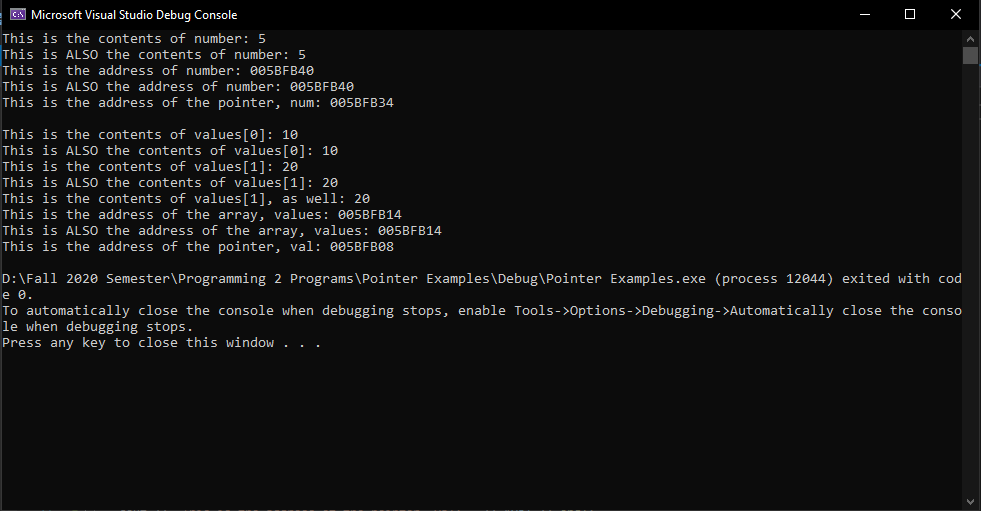 Microsoft Visual Studio Debug Console
This is the contents of number: 5
This is ALSO the contents of number: 5
This is the address of number: 005BFB40
This is ALSO the address of number: 005BFB40
This is the address of the pointer, num: 005BFB34
This is the contents of values[0]: 10
This is ALSO the contents of values[0]: 10
This is the contents of values[1]: 20
This is ALSO the contents of values[1]: 20
This is the contents of values[1], as well: 20
This is the address of the array, values: 005BFB14
This is ALSO the address of the array, values: 005BFB14
This is the address of the pointer, val: 005BFB08
D:\Fall 2020 Semester\Programming 2 Programs\Pointer Examples\Debug\Pointer Examples.exe (process 12044) exited with cod
e 0.
To automatically close the console when debugging stops, enable Tools->Options->Debugging->Automatically close the conso
le when debugging stops.
Press any key to close this window . . .